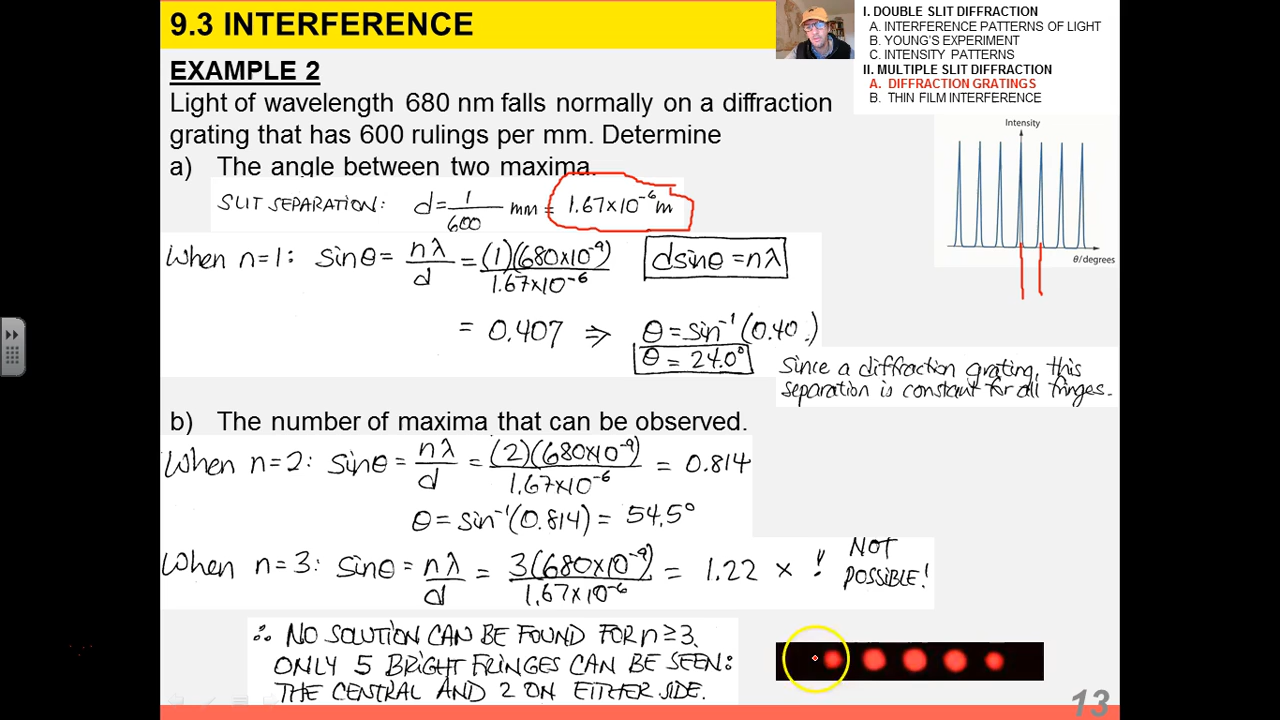 9.3 INTERFERENCE
I. DOUBLE SLIT DIFFRACTION
A. INTERFERENCE PATTERNS OF LIGHT
B. YOUNG'S EXPERIMENT
C. INTENSITY PATTERNS
II. MULTIPLE SLIT DIFFRACTION
A. DIFFRACTION GRATINGS
B. THIN FILM INTERFERENCE
EXAMPLE 2
Light of wavelength 680 nm falls normally on a diffraction
grating that has 600 rulings per mm. Determine
a) The angle between two maxima.
Intensity
θ/degrees
SLIT SEPARATION: d = 1/600 mm = 1.67×10⁻⁶ m
When n=1: sinθ = nλ/d = (1)(680×10⁻⁹)/1.67×10⁻⁶
dsinθ = nλ
= 0.407 ⇒ θ = sin⁻¹(0.40.)
θ = 24.0°
Since a diffraction grating, this
separation is constant for all fringes.
b) The number of maxima that can be observed.
When n=2: sinθ = nλ/d = (2)(680×10⁻⁹)/1.67×10⁻⁶ = 0.814
θ = sin⁻¹(0.814) = 54.5°
When n=3: sinθ = nλ/d = 3(680×10⁻⁹)/1.67×10⁻⁶ = 1.22 × ! NOT
POSSIBLE!
∴ NO SOLUTION CAN BE FOUND FOR n≥3.
ONLY 5 BRIGHT FRINGES CAN BE SEEN:
THE CENTRAL AND 2 ON EITHER SIDE.
13